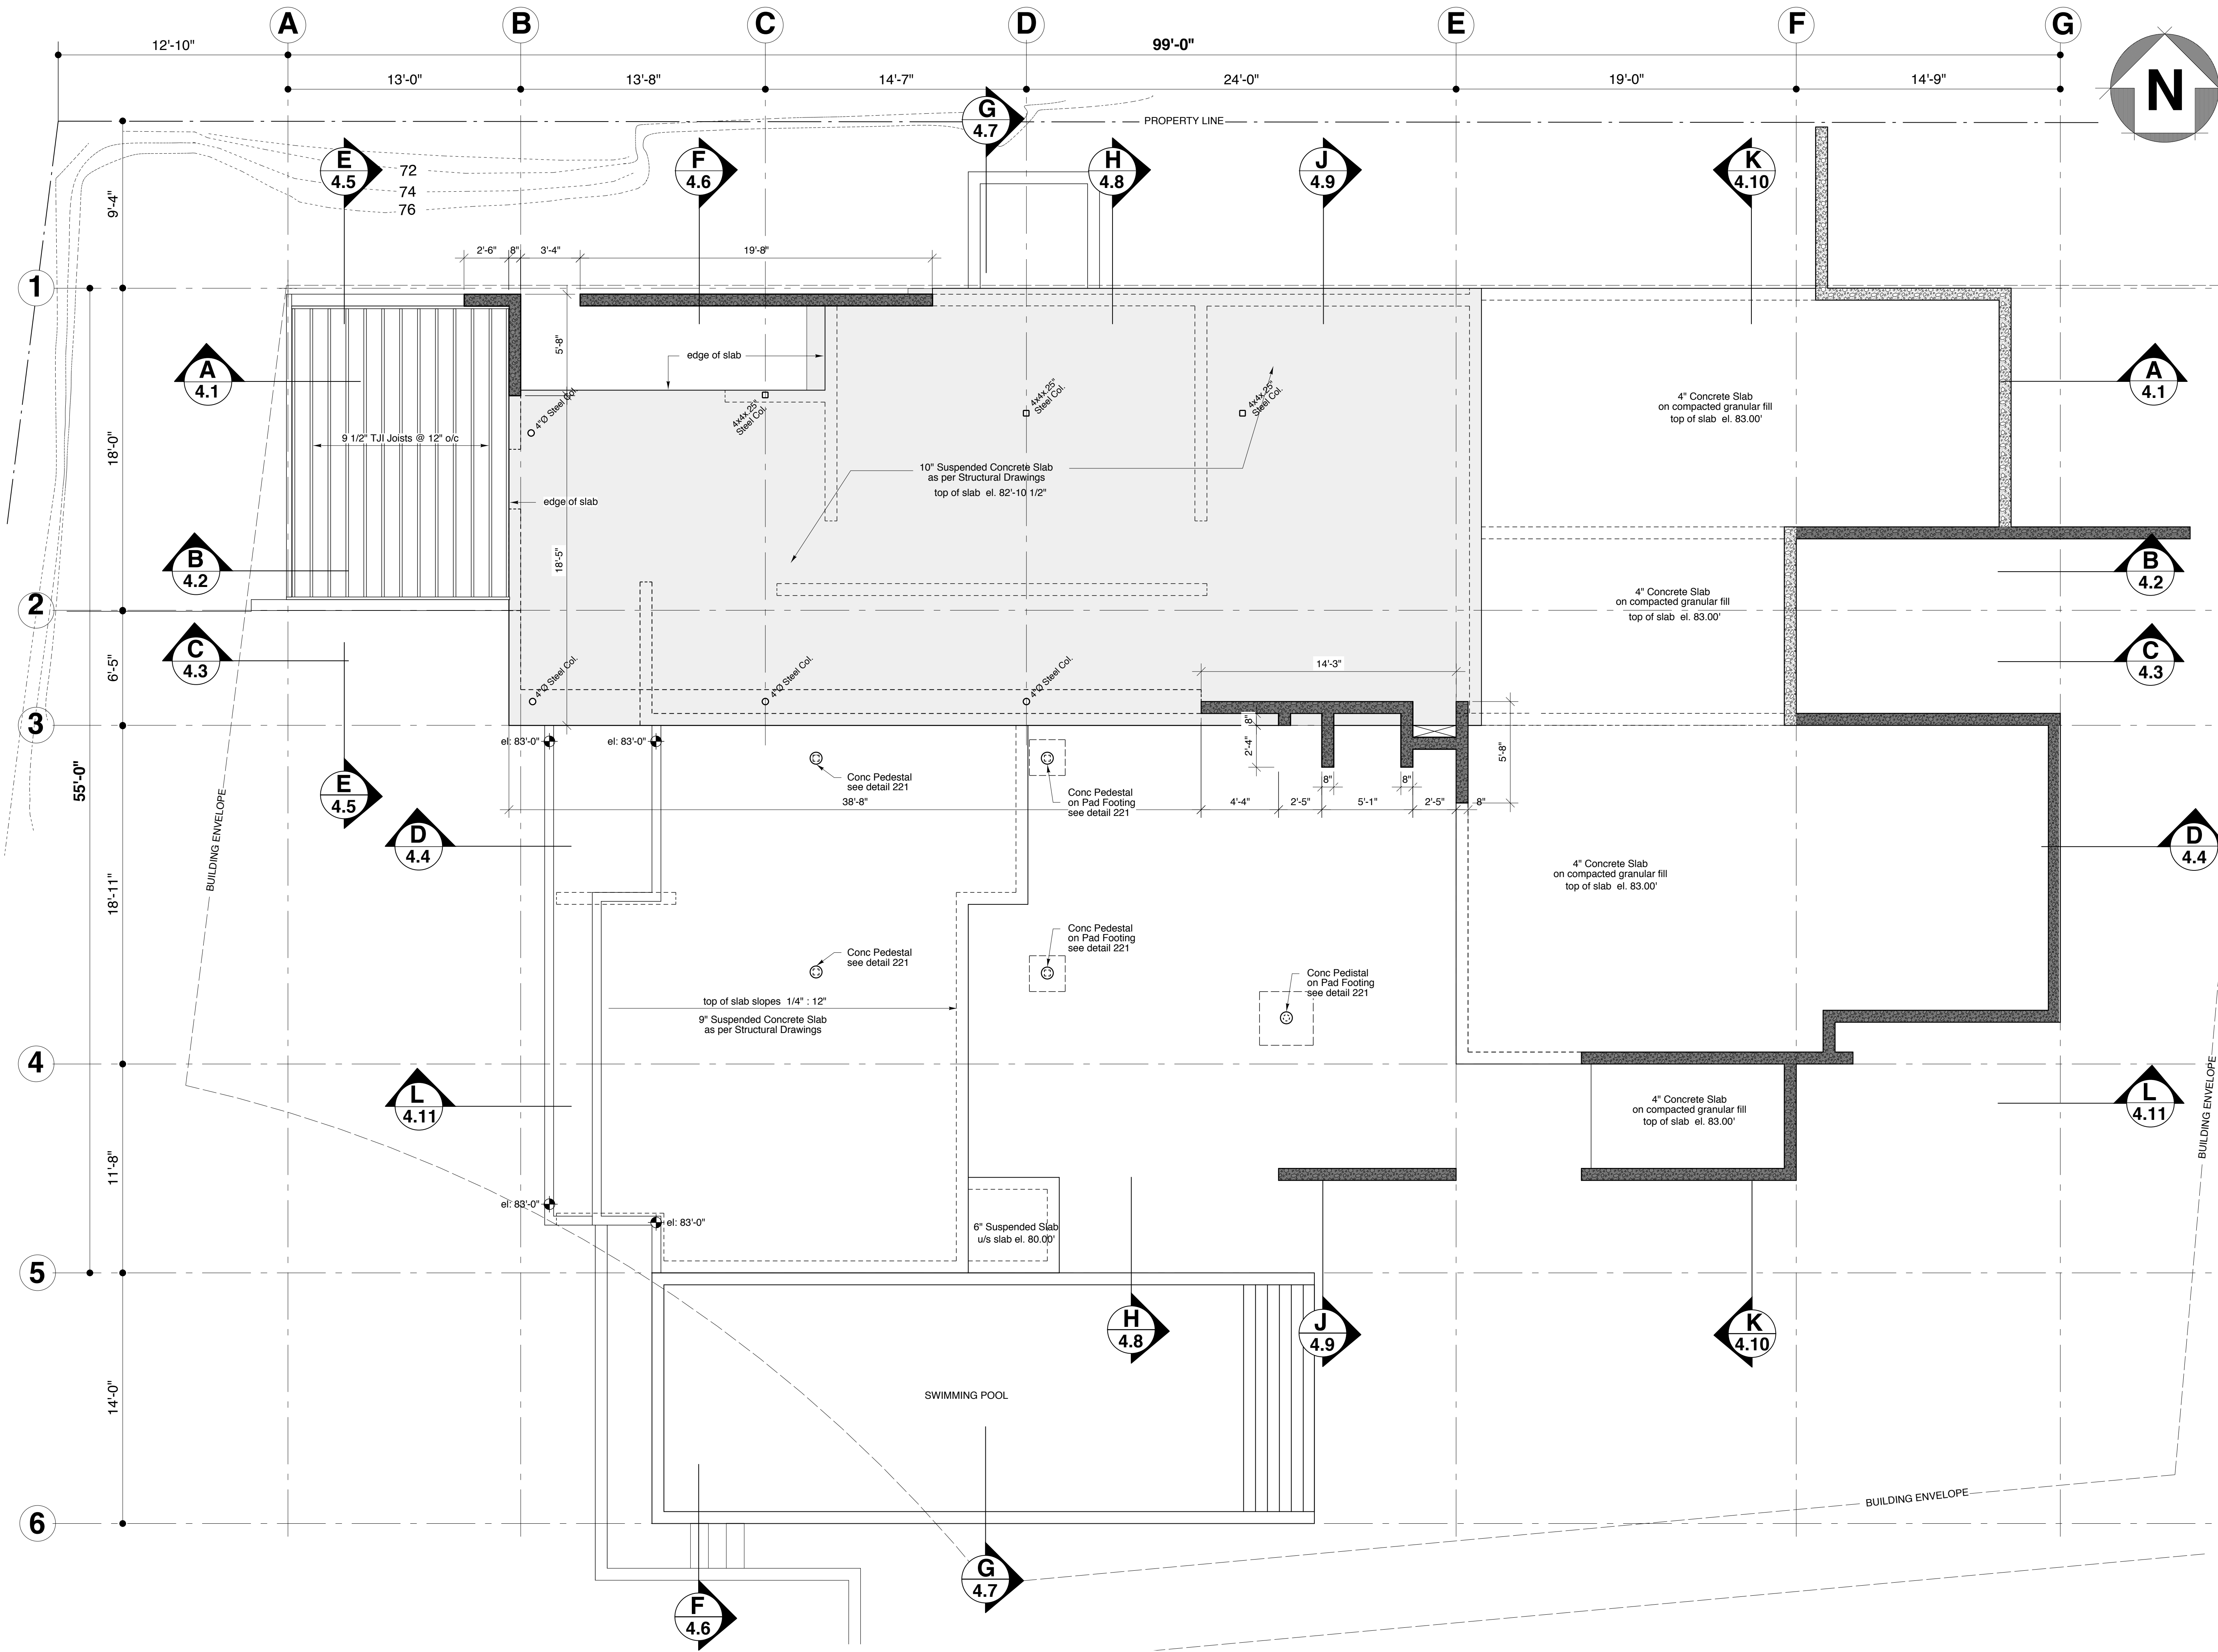 A
B
C
D
E
F
G
12'-10"
99'-0"
13'-0"
13'-8"
14'-7"
24'-0"
19'-0"
14'-9"
N
PROPERTY LINE
G
4.7
E
4.5
F
4.6
H
4.8
J
4.9
K
4.10
72
74
76
9'-4"
2'-6"
8"
3'-4"
19'-8"
1
5'-8"
edge of slab
A
4.1
A
4.1
4"Ø Steel Col.
4x4x.25"
Steel Col.
4x4x.25"
Steel Col.
4x4x.25"
Steel Col.
4" Concrete Slab
on compacted granular fill
top of slab el. 83.00'
9 1/2" TJI Joists @ 12" o/c
18'-0"
10" Suspended Concrete Slab
as per Structural Drawings
top of slab el. 82'-10 1/2"
edge of slab
18'-5"
B
4.2
B
4.2
4" Concrete Slab
on compacted granular fill
top of slab el. 83.00'
2
C
4.3
C
4.3
6'-5"
4"Ø Steel Col.
4"Ø Steel Col.
4"Ø Steel Col.
14'-3"
3
8"
2'-4"
5'-8"
el: 83'-0"
el: 83'-0"
55'-0"
E
4.5
Conc Pedestal
see detail 221
Conc Pedestal
on Pad Footing
see detail 221
8"
8"
38'-8"
4'-4"
2'-5"
5'-1"
2'-5"
8"
BUILDING ENVELOPE
D
4.4
D
4.4
18'-11"
4" Concrete Slab
on compacted granular fill
top of slab el. 83.00'
Conc Pedestal
see detail 221
Conc Pedestal
on Pad Footing
see detail 221
Conc Pedistal
on Pad Footing
see detail 221
top of slab slopes 1/4" : 12"
9" Suspended Concrete Slab
as per Structural Drawings
4
L
4.11
L
4.11
4" Concrete Slab
on compacted granular fill
top of slab el. 83.00'
BUILDING ENVELOPE
11'-8"
el: 83'-0"
el: 83'-0"
6" Suspended Slab
u/s slab el. 80.00'
5
H
4.8
J
4.9
K
4.10
14'-0"
SWIMMING POOL
BUILDING ENVELOPE
6
G
4.7
F
4.6